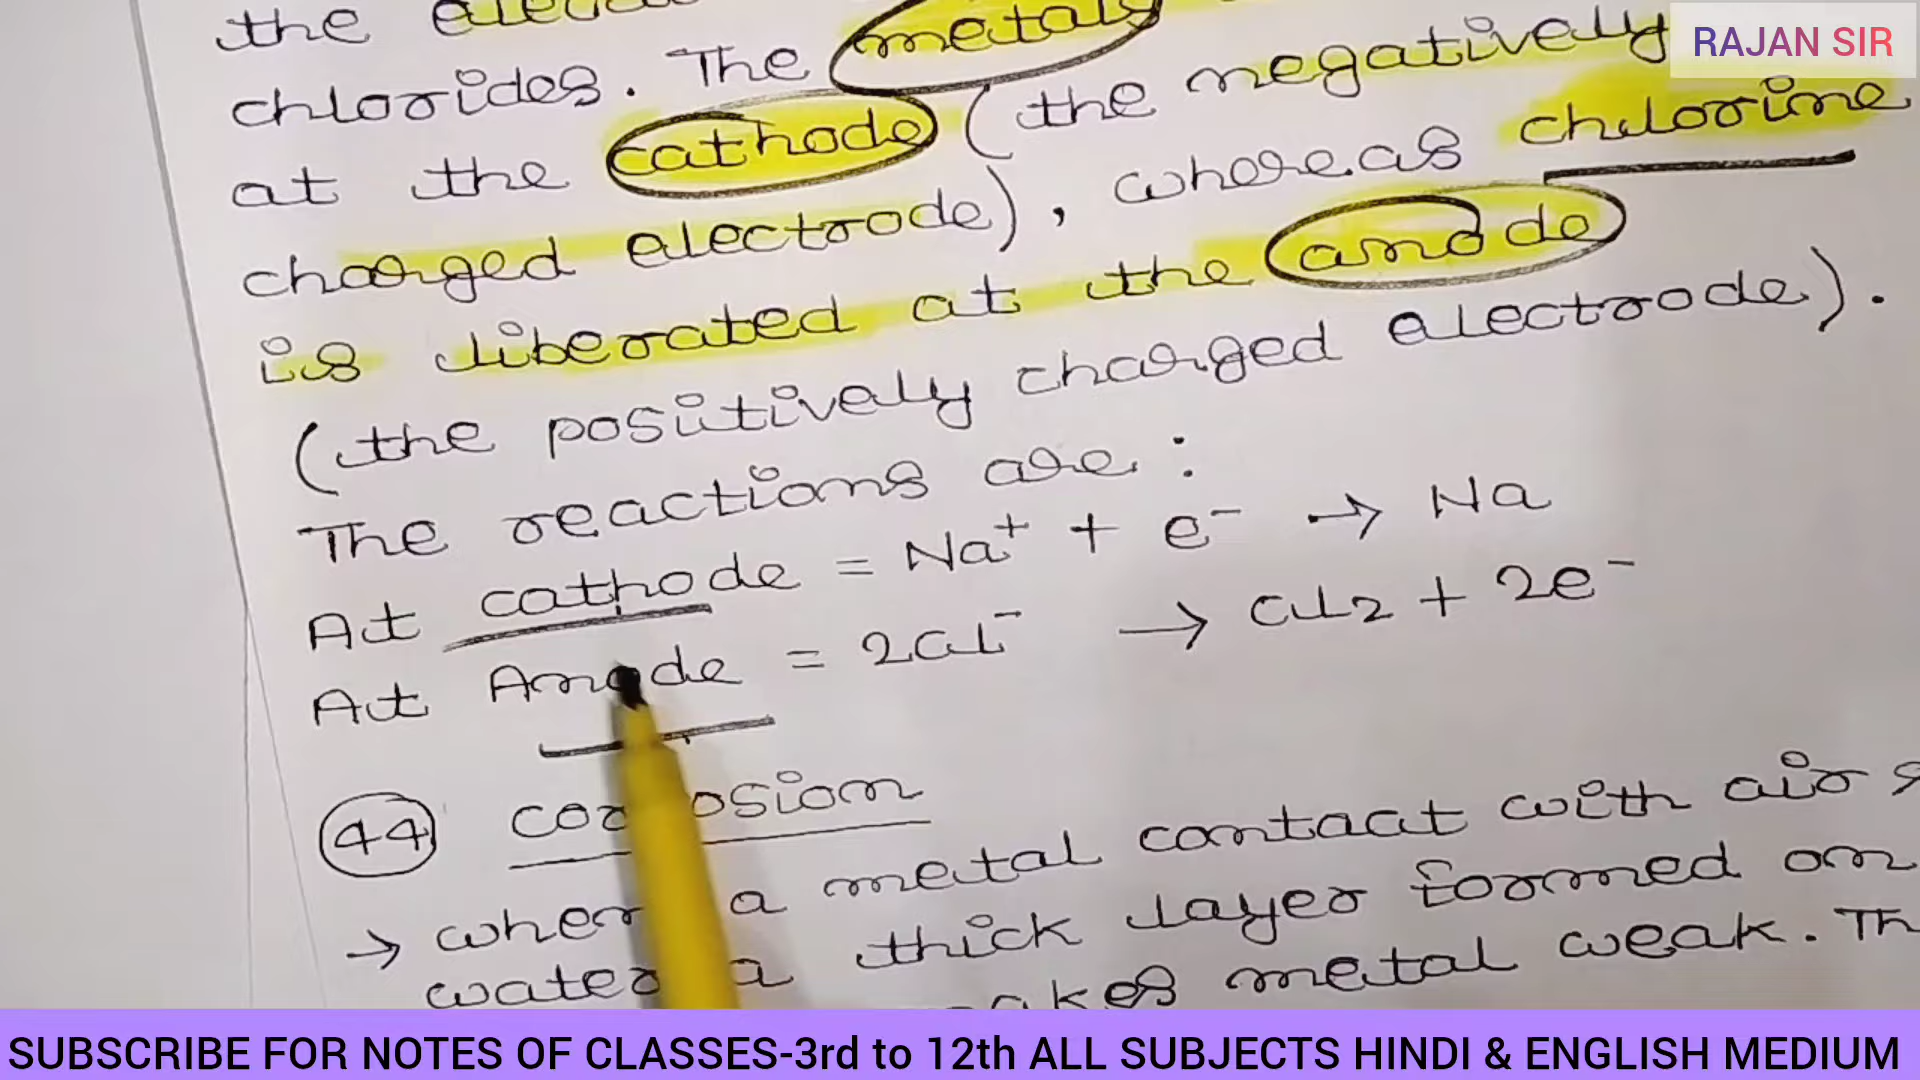 the
chlorides. The metals
RAJAN SIR
at the cathode (the negatively
charged electrode), whereas chlorine
is liberated at the anode
(the positively charged electrode).
The reactions are :
At cathode = Na⁺ + e⁻ → Na
At Anode = 2Cl⁻ → Cl₂ + 2e⁻
44 Corrosion
→ when a metal contact with air
water a thick layer formed on
metal weak.
SUBSCRIBE FOR NOTES OF CLASSES-3rd to 12th ALL SUBJECTS HINDI & ENGLISH MEDIUM